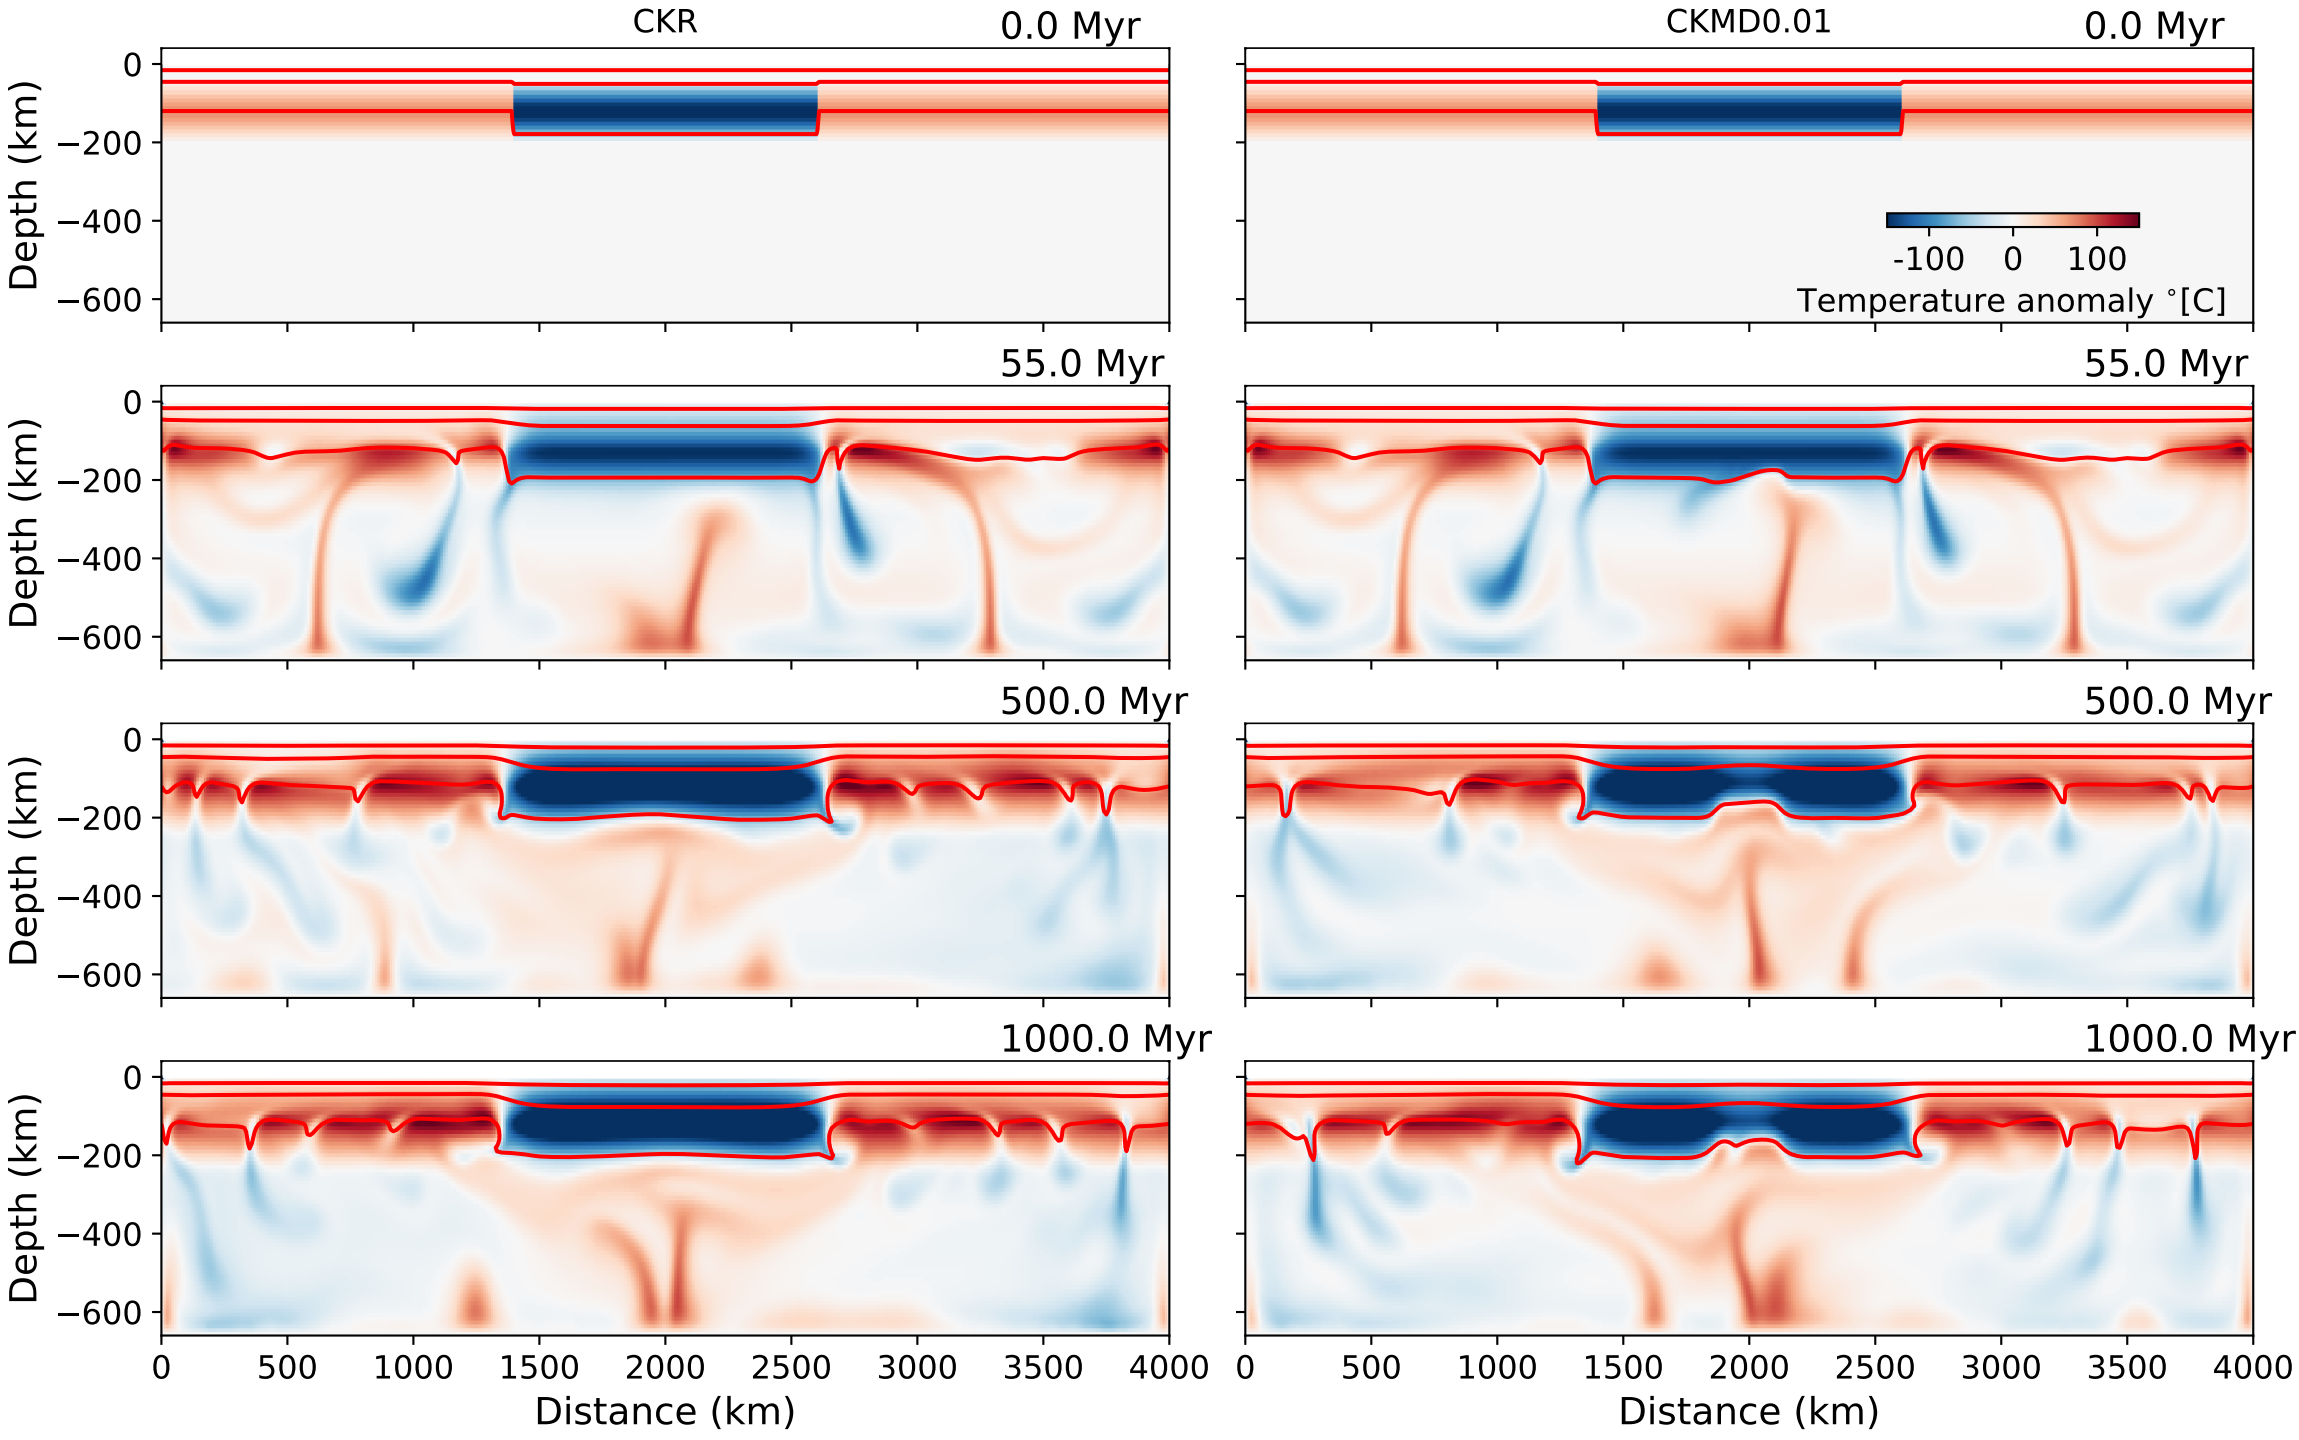 CKR 0.0 Myr CKMD0.01 0.0 Myr
0
−200
−400
−600
Depth (km)
-100 0 100
Temperature anomaly °[C]
55.0 Myr 55.0 Myr
0
−200
−400
−600
Depth (km)
500.0 Myr 500.0 Myr
0
−200
−400
−600
Depth (km)
1000.0 Myr 1000.0 Myr
0
−200
−400
−600
Depth (km)
0 500 1000 1500 2000 2500 3000 3500 4000 0 500 1000 1500 2000 2500 3000 3500 4000
Distance (km) Distance (km)